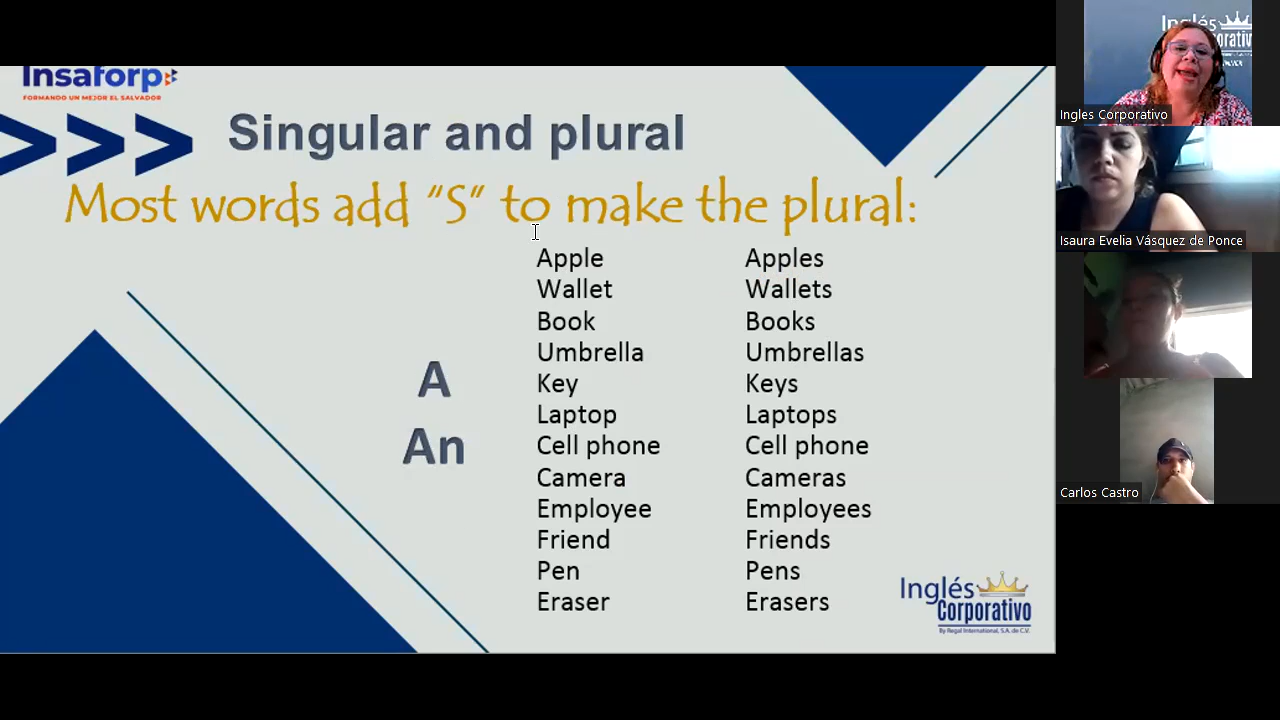 Insaforp
FORMANDO UN MEJOR EL SALVADOR
Singular and plural
Most words add “S” to make the plural:
A
An
Apple Apples
Wallet Wallets
Book Books
Umbrella Umbrellas
Key Keys
Laptop Laptops
Cell phone Cell phone
Camera Cameras
Employee Employees
Friend Friends
Pen Pens
Eraser Erasers
Inglés
Corporativo
By Regal International, S.A. de C.V.
Inglés
Ingles Corporativo
Isaura Evelia Vásquez de Ponce
Carlos Castro